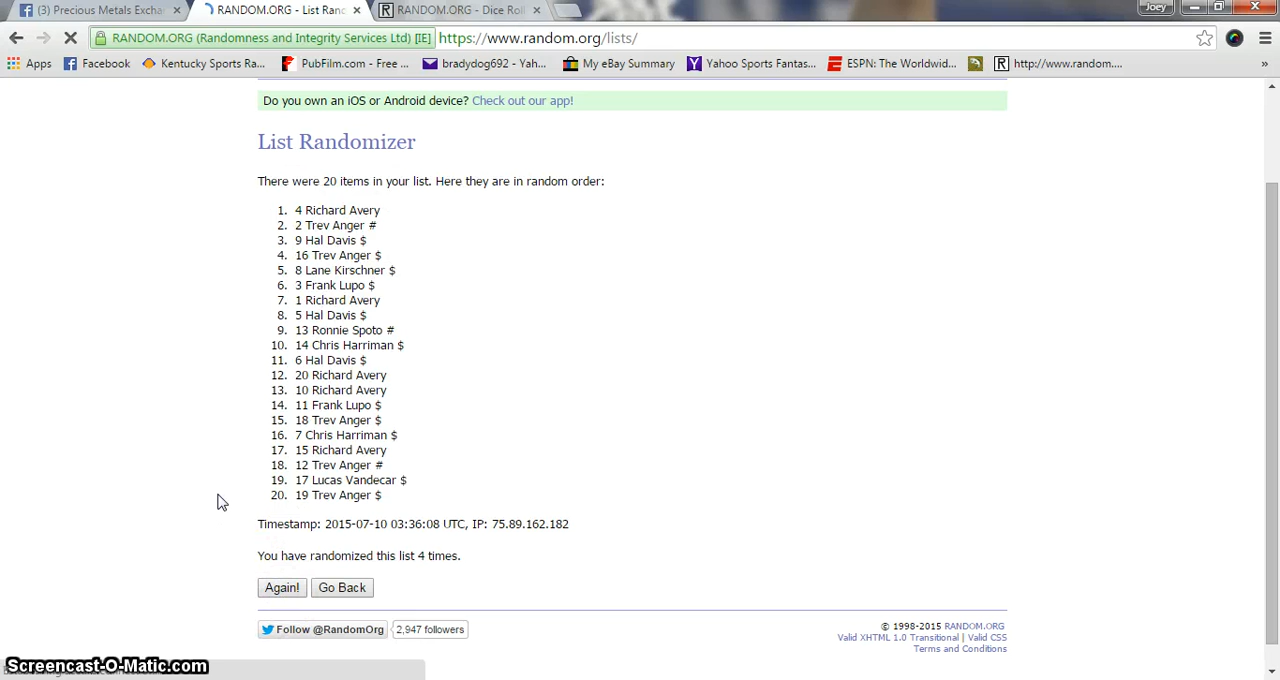 (3) Precious Metals Excha
RANDOM.ORG - List Ranc
RANDOM.ORG - Dice Roll
Joey
RANDOM.ORG (Randomness and Integrity Services Ltd) [IE]
https://www.random.org/lists/
Apps
Facebook
Kentucky Sports Ra...
PubFilm.com - Free ...
bradydog692 - Yah...
My eBay Summary
Yahoo Sports Fantas...
ESPN: The Worldwid...
http://www.random....
»
Do you own an iOS or Android device? Check out our app!
List Randomizer
There were 20 items in your list. Here they are in random order:
1. 4 Richard Avery
2. 2 Trev Anger #
3. 9 Hal Davis $
4. 16 Trev Anger $
5. 8 Lane Kirschner $
6. 3 Frank Lupo $
7. 1 Richard Avery
8. 5 Hal Davis $
9. 13 Ronnie Spoto #
10. 14 Chris Harriman $
11. 6 Hal Davis $
12. 20 Richard Avery
13. 10 Richard Avery
14. 11 Frank Lupo $
15. 18 Trev Anger $
16. 7 Chris Harriman $
17. 15 Richard Avery
18. 12 Trev Anger #
19. 17 Lucas Vandecar $
20. 19 Trev Anger $
Timestamp: 2015-07-10 03:36:08 UTC, IP: 75.89.162.182
You have randomized this list 4 times.
Again!
Go Back
Follow @RandomOrg
2,947 followers
© 1998-2015 RANDOM.ORG
Valid XHTML 1.0 Transitional | Valid CSS
Terms and Conditions
Screencast-O-Matic.com